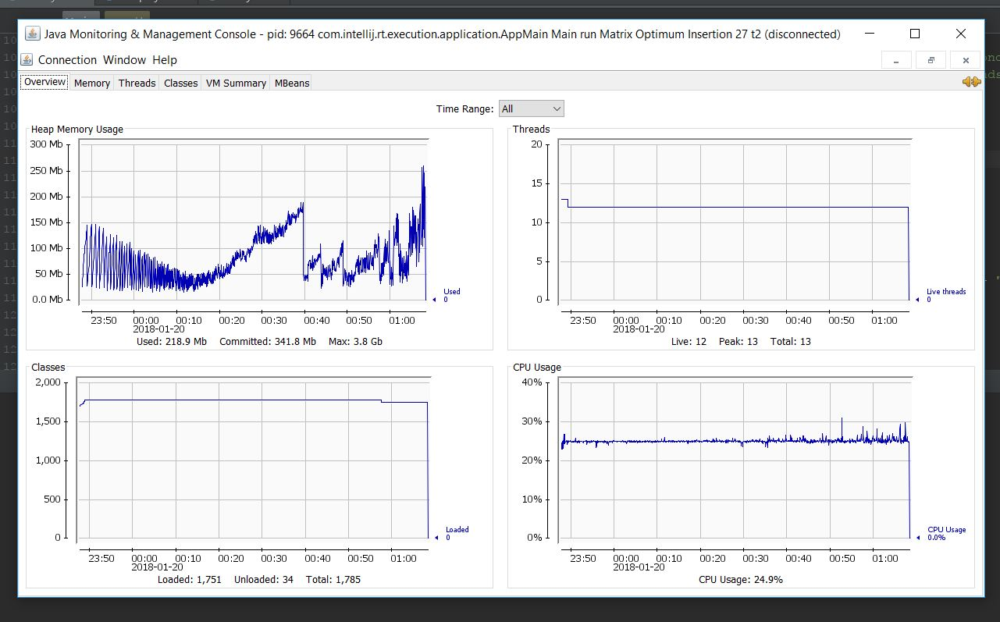 Java Monitoring & Management Console - pid: 9664 com.intellij.rt.execution.application.AppMain Main run Matrix Optimum Insertion 27 t2 (disconnected)
Connection Window Help
Overview Memory Threads Classes VM Summary MBeans
Time Range: All
Heap Memory Usage
300 Mb
250 Mb
200 Mb
150 Mb
100 Mb
50 Mb
0.0 Mb
Used
0
23:50 00:00 00:10 00:20 00:30 00:40 00:50 01:00
2018-01-20
Used: 218.9 Mb Committed: 341.8 Mb Max: 3.8 Gb
Threads
20
15
10
5
0
Live threads
0
23:50 00:00 00:10 00:20 00:30 00:40 00:50 01:00
2018-01-20
Live: 12 Peak: 13 Total: 13
Classes
2,000
1,500
1,000
500
0
Loaded
0
23:50 00:00 00:10 00:20 00:30 00:40 00:50 01:00
2018-01-20
Loaded: 1,751 Unloaded: 34 Total: 1,785
CPU Usage
40%
30%
20%
10%
0%
CPU Usage
0.0%
23:50 00:00 00:10 00:20 00:30 00:40 00:50 01:00
2018-01-20
CPU Usage: 24.9%